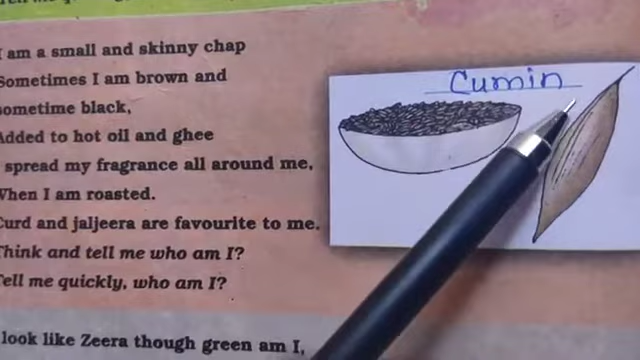 I am a small and skinny chap
Sometimes I am brown and
sometime black,
Added to hot oil and ghee
spread my fragrance all around me,
When I am roasted.
Curd and jaljeera are favourite to me.
Think and tell me who am I?
Tell me quickly, who am I?
look like Zeera though green am I,
Cumin